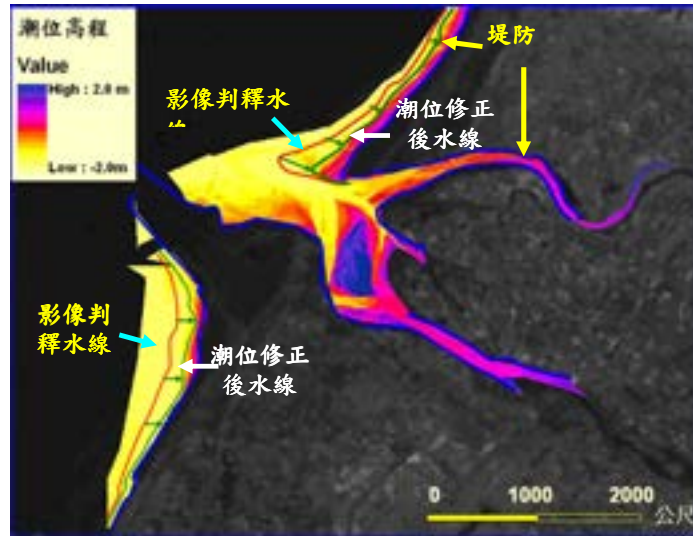 潮位高程
Value
High : 2.0 m
Low : -2.0m
堤防
影像判釋水
潮位修正
後水線
影像判
釋水線
潮位修正
後水線
0 1000 2000
公尺